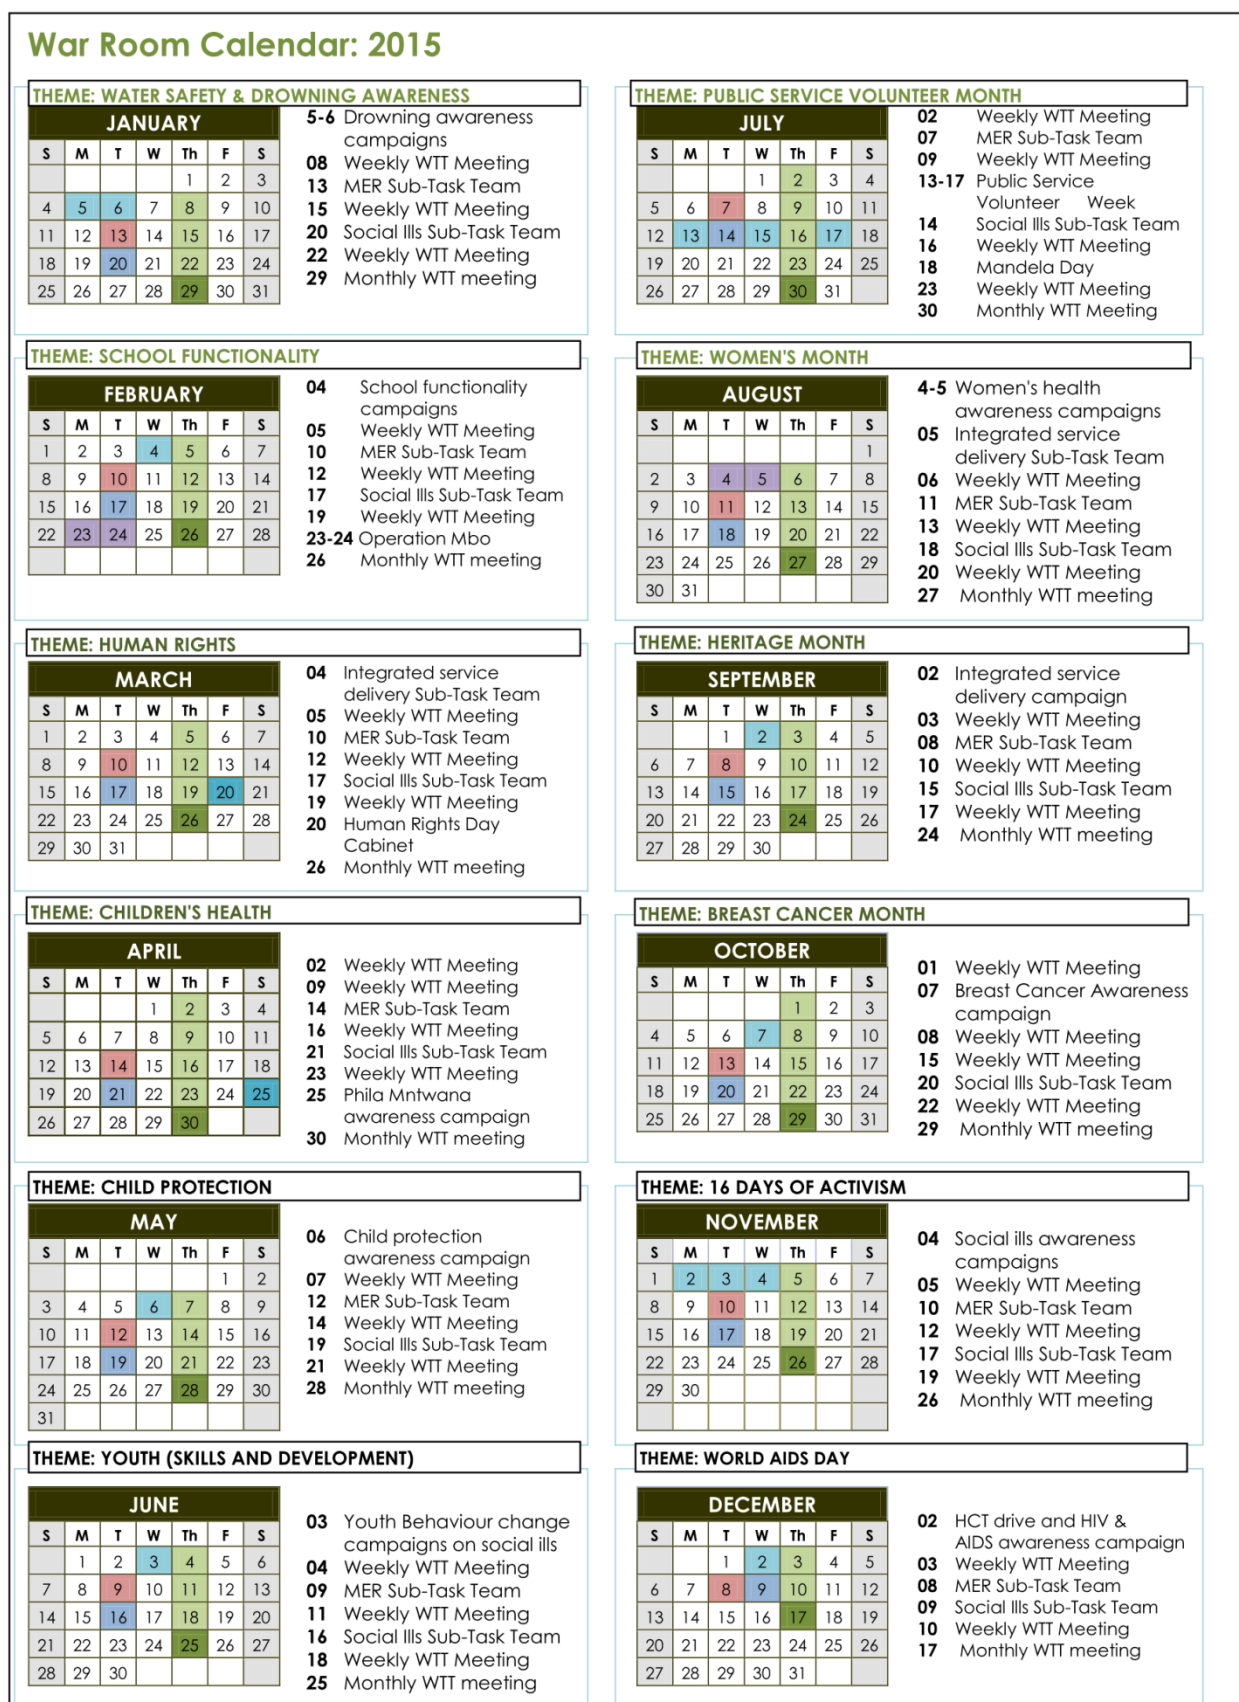 War Room Calendar: 2015
THEME: WATER SAFETY & DROWNING AWARENESS
JANUARY
S M T W Th F S
1 2 3
4 5 6 7 8 9 10
11 12 13 14 15 16 17
18 19 20 21 22 23 24
25 26 27 28 29 30 31
5-6 Drowning awareness
campaigns
08 Weekly WTT Meeting
13 MER Sub-Task Team
15 Weekly WTT Meeting
20 Social Ills Sub-Task Team
22 Weekly WTT Meeting
29 Monthly WTT meeting
THEME: SCHOOL FUNCTIONALITY
FEBRUARY
S M T W Th F S
1 2 3 4 5 6 7
8 9 10 11 12 13 14
15 16 17 18 19 20 21
22 23 24 25 26 27 28
04 School functionality
campaigns
05 Weekly WTT Meeting
10 MER Sub-Task Team
12 Weekly WTT Meeting
17 Social Ills Sub-Task Team
19 Weekly WTT Meeting
23-24 Operation Mbo
26 Monthly WTT meeting
THEME: HUMAN RIGHTS
MARCH
S M T W Th F S
1 2 3 4 5 6 7
8 9 10 11 12 13 14
15 16 17 18 19 20 21
22 23 24 25 26 27 28
29 30 31
04 Integrated service
delivery Sub-Task Team
05 Weekly WTT Meeting
10 MER Sub-Task Team
12 Weekly WTT Meeting
17 Social Ills Sub-Task Team
19 Weekly WTT Meeting
20 Human Rights Day
Cabinet
26 Monthly WTT meeting
THEME: CHILDREN'S HEALTH
APRIL
S M T W Th F S
1 2 3 4
5 6 7 8 9 10 11
12 13 14 15 16 17 18
19 20 21 22 23 24 25
26 27 28 29 30
02 Weekly WTT Meeting
09 Weekly WTT Meeting
14 MER Sub-Task Team
16 Weekly WTT Meeting
21 Social Ills Sub-Task Team
23 Weekly WTT Meeting
25 Phila Mntwana
awareness campaign
30 Monthly WTT meeting
THEME: CHILD PROTECTION
MAY
S M T W Th F S
1 2
3 4 5 6 7 8 9
10 11 12 13 14 15 16
17 18 19 20 21 22 23
24 25 26 27 28 29 30
31
06 Child protection
awareness campaign
07 Weekly WTT Meeting
12 MER Sub-Task Team
14 Weekly WTT Meeting
19 Social Ills Sub-Task Team
21 Weekly WTT Meeting
28 Monthly WTT meeting
THEME: YOUTH (SKILLS AND DEVELOPMENT)
JUNE
S M T W Th F S
1 2 3 4 5 6
7 8 9 10 11 12 13
14 15 16 17 18 19 20
21 22 23 24 25 26 27
28 29 30
03 Youth Behaviour change
campaigns on social ills
04 Weekly WTT Meeting
09 MER Sub-Task Team
11 Weekly WTT Meeting
16 Social Ills Sub-Task Team
18 Weekly WTT Meeting
25 Monthly WTT meeting
THEME: PUBLIC SERVICE VOLUNTEER MONTH
JULY
S M T W Th F S
1 2 3 4
5 6 7 8 9 10 11
12 13 14 15 16 17 18
19 20 21 22 23 24 25
26 27 28 29 30 31
02 Weekly WTT Meeting
07 MER Sub-Task Team
09 Weekly WTT Meeting
13-17 Public Service
Volunteer Week
14 Social Ills Sub-Task Team
16 Weekly WTT Meeting
18 Mandela Day
23 Weekly WTT Meeting
30 Monthly WTT Meeting
THEME: WOMEN'S MONTH
AUGUST
S M T W Th F S
1
2 3 4 5 6 7 8
9 10 11 12 13 14 15
16 17 18 19 20 21 22
23 24 25 26 27 28 29
30 31
4-5 Women's health
awareness campaigns
05 Integrated service
delivery Sub-Task Team
06 Weekly WTT Meeting
11 MER Sub-Task Team
13 Weekly WTT Meeting
18 Social Ills Sub-Task Team
20 Weekly WTT Meeting
27 Monthly WTT meeting
THEME: HERITAGE MONTH
SEPTEMBER
S M T W Th F S
1 2 3 4 5
6 7 8 9 10 11 12
13 14 15 16 17 18 19
20 21 22 23 24 25 26
27 28 29 30
02 Integrated service
delivery campaign
03 Weekly WTT Meeting
08 MER Sub-Task Team
10 Weekly WTT Meeting
15 Social Ills Sub-Task Team
17 Weekly WTT Meeting
24 Monthly WTT meeting
THEME: BREAST CANCER MONTH
OCTOBER
S M T W Th F S
1 2 3
4 5 6 7 8 9 10
11 12 13 14 15 16 17
18 19 20 21 22 23 24
25 26 27 28 29 30 31
01 Weekly WTT Meeting
07 Breast Cancer Awareness
campaign
08 Weekly WTT Meeting
15 Weekly WTT Meeting
20 Social Ills Sub-Task Team
22 Weekly WTT Meeting
29 Monthly WTT meeting
THEME: 16 DAYS OF ACTIVISM
NOVEMBER
S M T W Th F S
1 2 3 4 5 6 7
8 9 10 11 12 13 14
15 16 17 18 19 20 21
22 23 24 25 26 27 28
29 30
04 Social ills awareness
campaigns
05 Weekly WTT Meeting
10 MER Sub-Task Team
12 Weekly WTT Meeting
17 Social Ills Sub-Task Team
19 Weekly WTT Meeting
26 Monthly WTT meeting
THEME: WORLD AIDS DAY
DECEMBER
S M T W Th F S
1 2 3 4 5
6 7 8 9 10 11 12
13 14 15 16 17 18 19
20 21 22 23 24 25 26
27 28 29 30 31
02 HCT drive and HIV &
AIDS awareness campaign
03 Weekly WTT Meeting
08 MER Sub-Task Team
09 Social Ills Sub-Task Team
10 Weekly WTT Meeting
17 Monthly WTT meeting